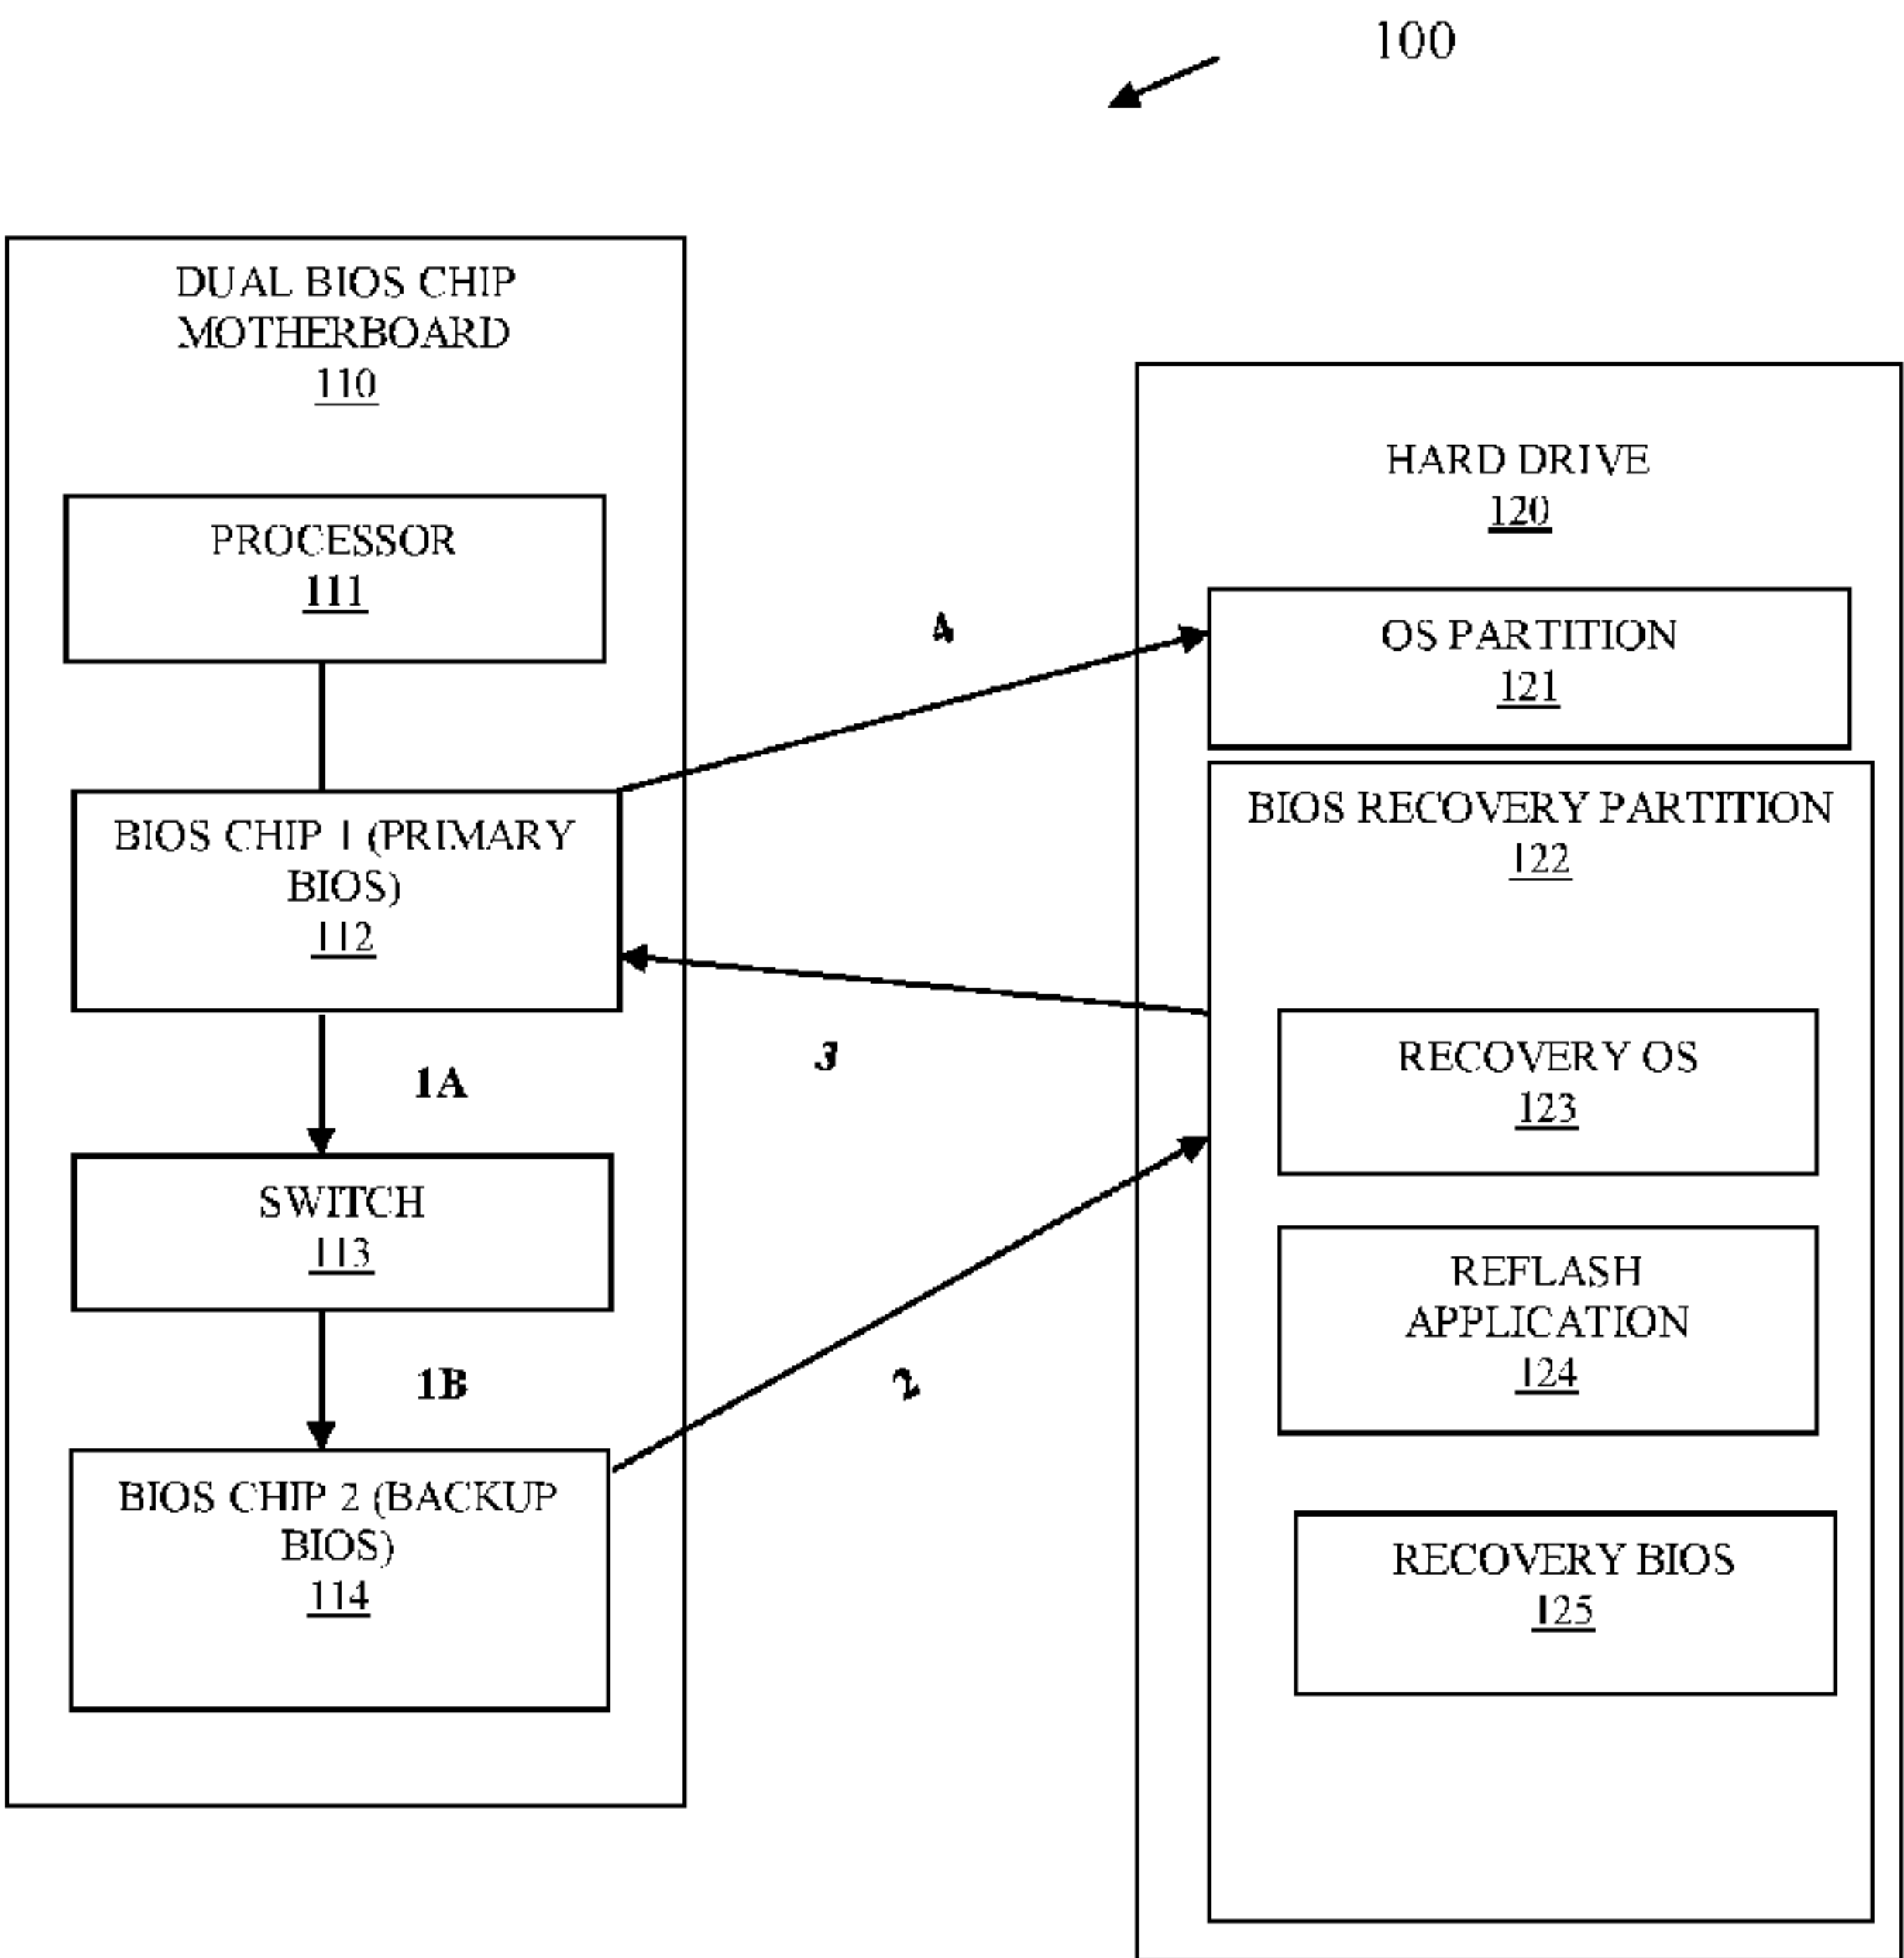 100
DUAL BIOS CHIP
MOTHERBOARD
110
PROCESSOR
111
BIOS CHIP 1 (PRIMARY
BIOS)
112
1A
SWITCH
113
1B
BIOS CHIP 2 (BACKUP
BIOS)
114
4
3
2
HARD DRIVE
120
OS PARTITION
121
BIOS RECOVERY PARTITION
122
RECOVERY OS
123
REFLASH
APPLICATION
124
RECOVERY BIOS
125